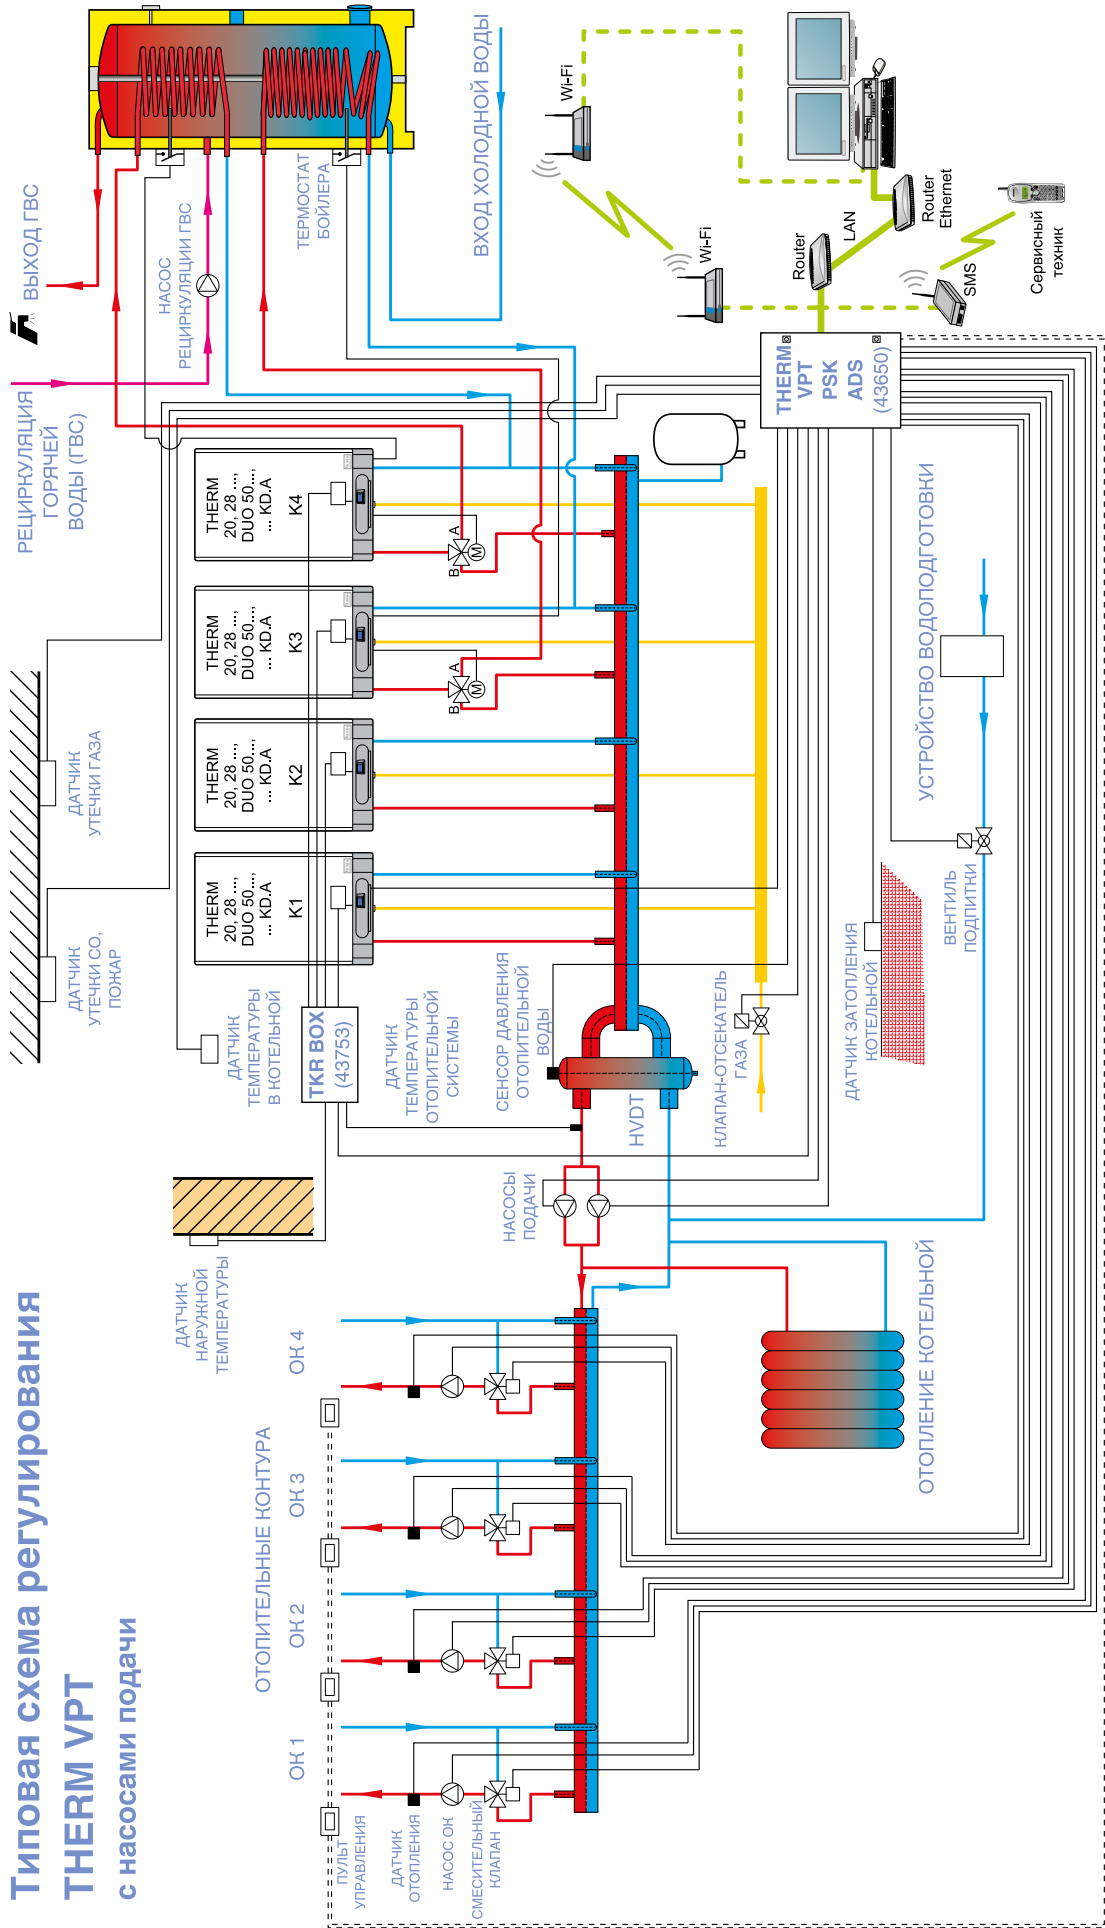 Типовая схема регулирования
THERM VPT
с насосами подачи
ДАТЧИК
УТЕЧКИ CO,
ПОЖАР
ДАТЧИК
УТЕЧКИ ГАЗА
РЕЦИРКУЛЯЦИЯ
ГОРЯЧЕЙ
ВОДЫ (ГВС)
ВЫХОД ГВС
НАСОС
РЕЦИРКУЛЯЦИИ ГВС
ТЕРМОСТАТ
БОЙЛЕРА
ВХОД ХОЛОДНОЙ ВОДЫ
ДАТЧИК
НАРУЖНОЙ
ТЕМПЕРАТУРЫ
ДАТЧИК
ТЕМПЕРАТУРЫ
В КОТЕЛЬНОЙ
TKR BOX
(43753)
ДАТЧИК
ТЕМПЕРАТУРЫ
ОТОПИТЕЛЬНОЙ
СИСТЕМЫ
THERM
20, 28 ...,
DUO 50...,
... KD.A
K1
THERM
20, 28 ...,
DUO 50...,
... KD.A
K2
THERM
20, 28 ...,
DUO 50...,
... KD.A
K3
THERM
20, 28 ...,
DUO 50...,
... KD.A
K4
B
A
M
B
A
M
СЕНСОР ДАВЛЕНИЯ
ОТОПИТЕЛЬНОЙ
ВОДЫ
HVDT
НАСОСЫ
ПОДАЧИ
КЛАПАН-ОТСЕКАТЕЛЬ
ГАЗА
ОТОПИТЕЛЬНЫЕ КОНТУРА
ОК 1
ОК 2
ОК 3
ОК 4
ПУЛЬТ
УПРАВЛЕНИЯ
ДАТЧИК
ОТОПЛЕНИЯ
НАСОС ОК
СМЕСИТЕЛЬНЫЙ
КЛАПАН
ОТОПЛЕНИЕ КОТЕЛЬНОЙ
ДАТЧИК ЗАТОПЛЕНИЯ
КОТЕЛЬНОЙ
ВЕНТИЛЬ
ПОДПИТКИ
УСТРОЙСТВО ВОДОПОДГОТОВКИ
THERM
VPT
PSK
ADS
(43650)
Wi-Fi
Wi-Fi
Router
LAN
Router
Ethernet
SMS
Сервисный
техник